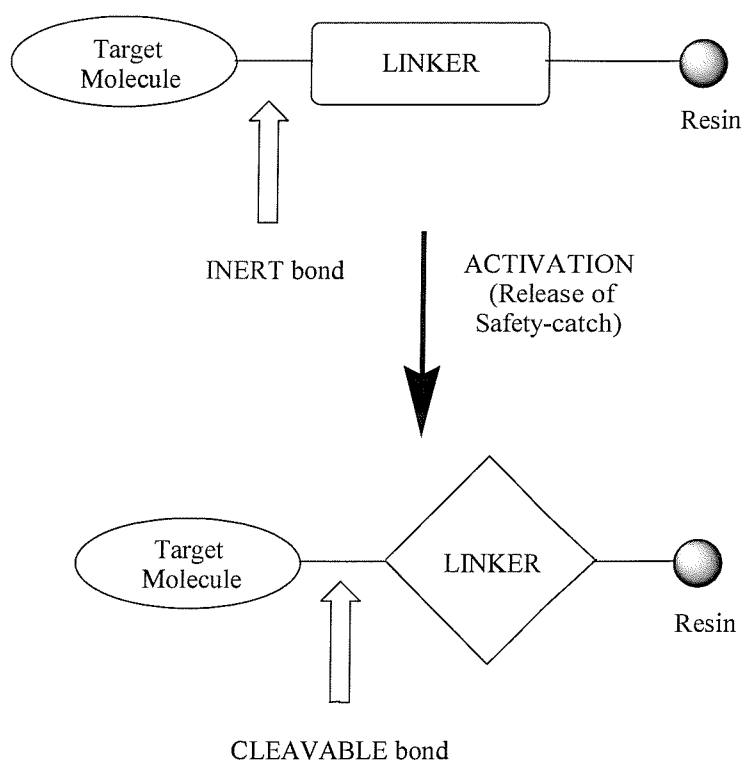 Target
Molecule
LINKER
Resin
INERT bond
ACTIVATION
(Release of
Safety-catch)
Target
Molecule
LINKER
Resin
CLEAVABLE bond